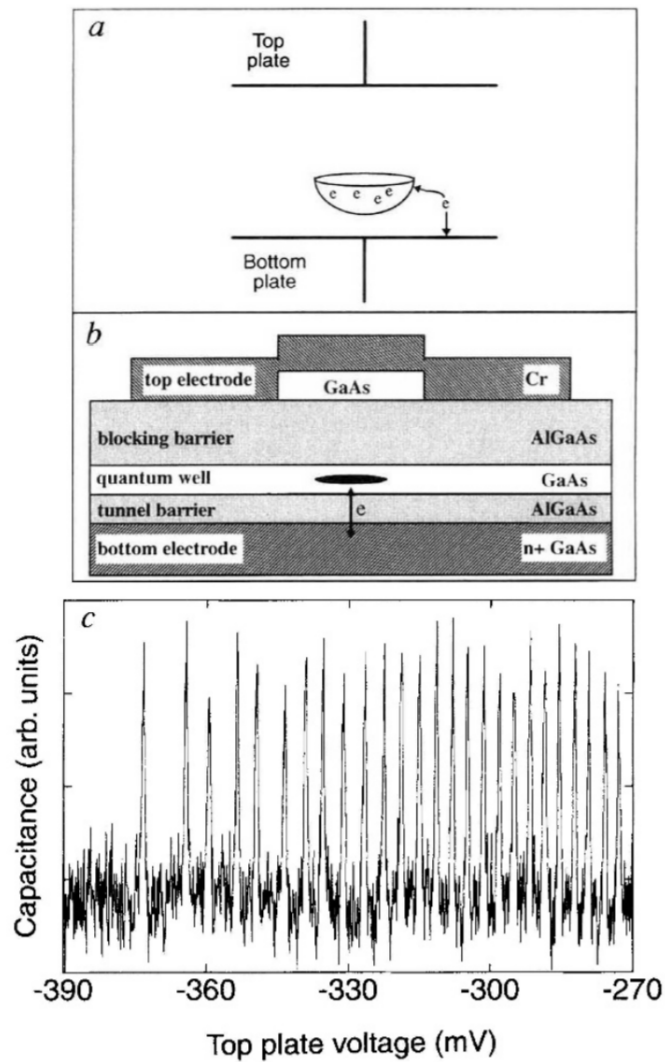 a
Top
plate
e e e e
e
Bottom
plate
b
top electrode GaAs Cr
blocking barrier AlGaAs
quantum well GaAs
e
tunnel barrier AlGaAs
bottom electrode n+ GaAs
c
Capacitance (arb. units)
-390 -360 -330 -300 -270
Top plate voltage (mV)